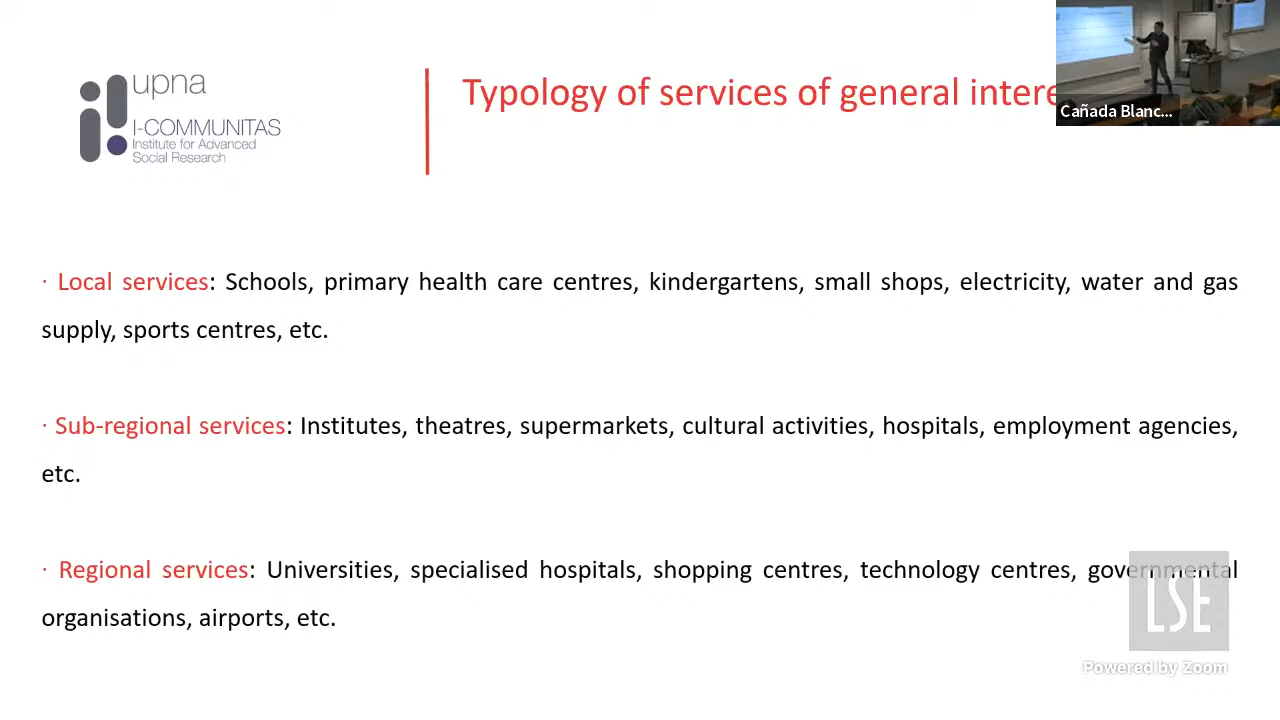 upna
I-COMMUNITAS
Institute for Advanced
Social Research
Typology of services of general intere
Cañada Blanc...
· Local services: Schools, primary health care centres, kindergartens, small shops, electricity, water and gas
supply, sports centres, etc.
· Sub-regional services: Institutes, theatres, supermarkets, cultural activities, hospitals, employment agencies,
etc.
· Regional services: Universities, specialised hospitals, shopping centres, technology centres, governmental
organisations, airports, etc.
LSE
Powered by Zoom